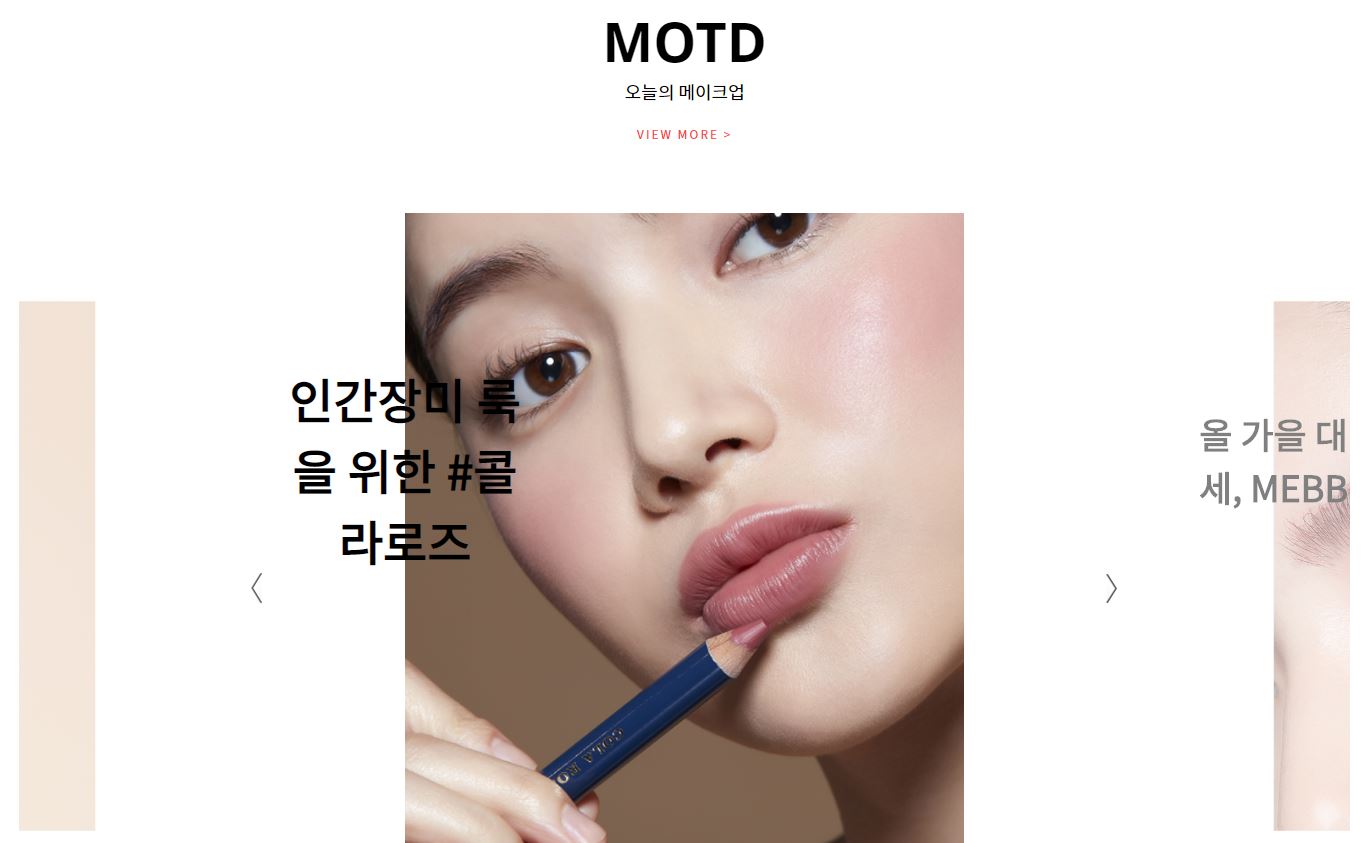 MOTD
오늘의 메이크업
VIEW MORE >
인간장미 룩
을 위한 #콜
라로즈
올 가을 대
세, MEBB
COLA RO